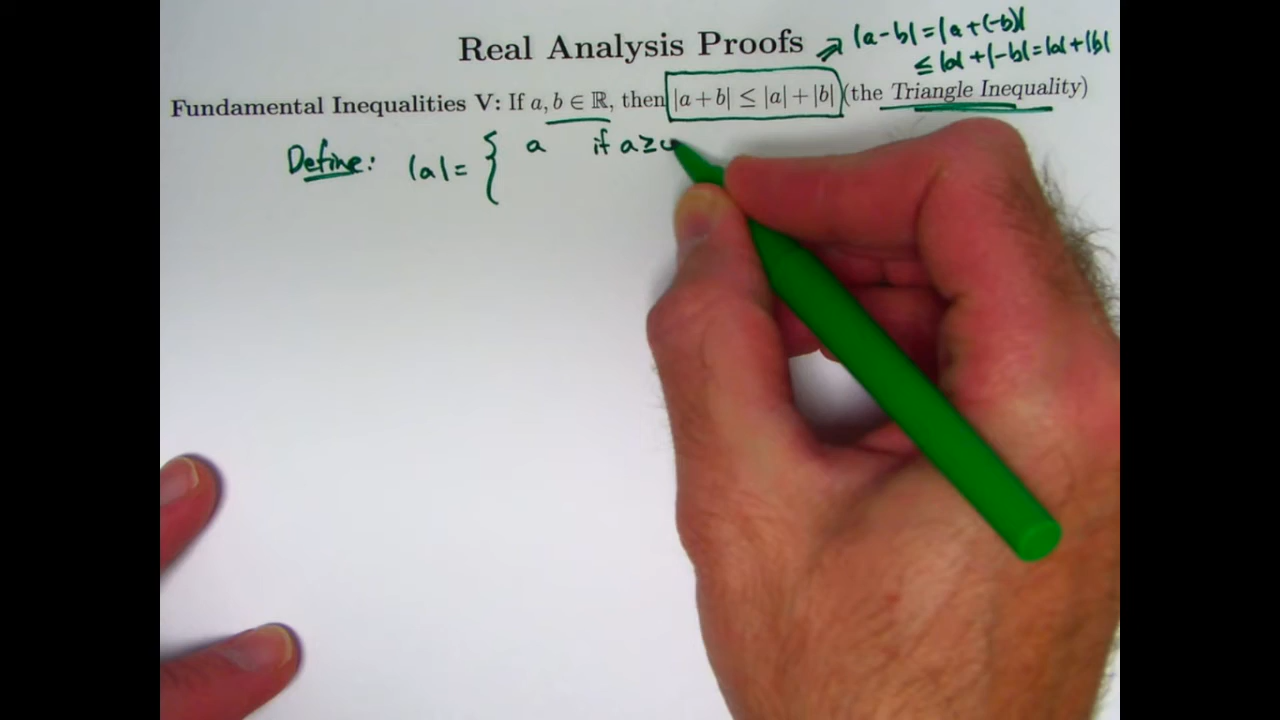 Real Analysis Proofs
|a-b| = |a+(-b)|
≤ |a| + |-b| = |a| + |b|
Fundamental Inequalities V: If a, b ∈ ℝ, then |a + b| ≤ |a| + |b| (the Triangle Inequality)
Define: |a| = { a if a ≥